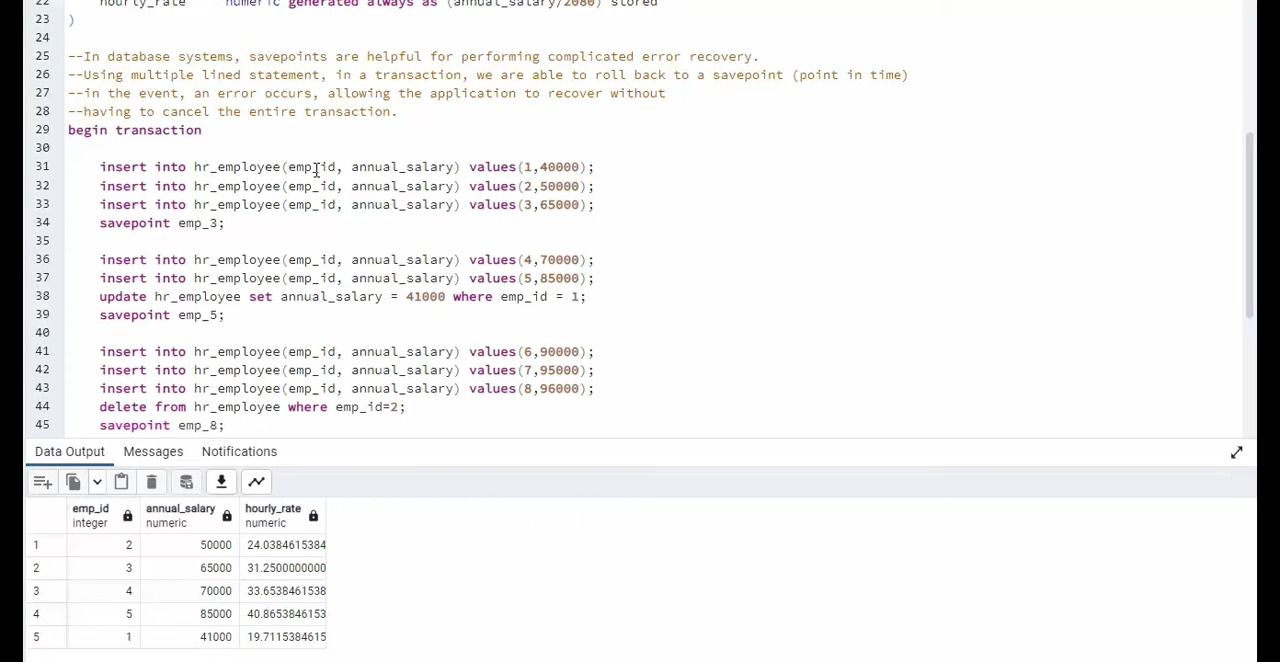 22 hourly_rate numeric generated always as (annual_salary/2080) stored
23 )
24
25 --In database systems, savepoints are helpful for performing complicated error recovery.
26 --Using multiple lined statement, in a transaction, we are able to roll back to a savepoint (point in time)
27 --in the event, an error occurs, allowing the application to recover without
28 --having to cancel the entire transaction.
29 begin transaction
30
31 insert into hr_employee(emp_id, annual_salary) values(1,40000);
32 insert into hr_employee(emp_id, annual_salary) values(2,50000);
33 insert into hr_employee(emp_id, annual_salary) values(3,65000);
34 savepoint emp_3;
35
36 insert into hr_employee(emp_id, annual_salary) values(4,70000);
37 insert into hr_employee(emp_id, annual_salary) values(5,85000);
38 update hr_employee set annual_salary = 41000 where emp_id = 1;
39 savepoint emp_5;
40
41 insert into hr_employee(emp_id, annual_salary) values(6,90000);
42 insert into hr_employee(emp_id, annual_salary) values(7,95000);
43 insert into hr_employee(emp_id, annual_salary) values(8,96000);
44 delete from hr_employee where emp_id=2;
45 savepoint emp_8;
Data Output Messages Notifications
emp_id annual_salary hourly_rate
integer numeric numeric
1 2 50000 24.0384615384
2 3 65000 31.2500000000
3 4 70000 33.6538461538
4 5 85000 40.8653846153
5 1 41000 19.7115384615